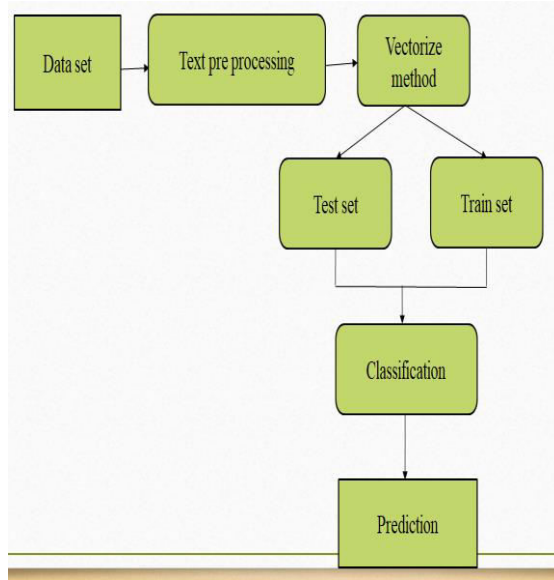 Data set
Text pre processing
Vectorize
method
Test set
Train set
Classification
Prediction